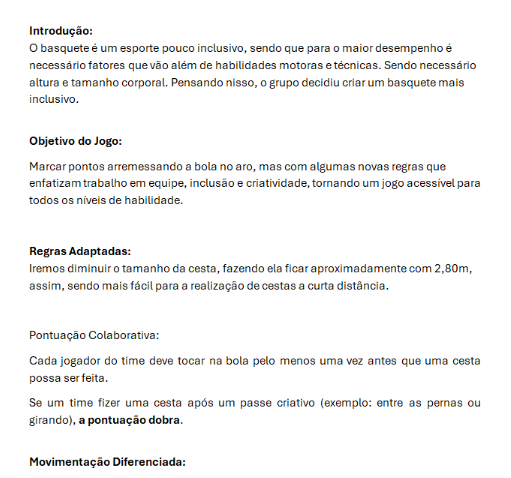 Introdução:
O basquete é um esporte pouco inclusivo, sendo que para o maior desempenho é
necessário fatores que vão além de habilidades motoras e técnicas. Sendo necessário
altura e tamanho corporal. Pensando nisso, o grupo decidiu criar um basquete mais
inclusivo.
Objetivo do Jogo:
Marcar pontos arremessando a bola no aro, mas com algumas novas regras que
enfatizam trabalho em equipe, inclusão e criatividade, tornando um jogo acessível para
todos os níveis de habilidade.
Regras Adaptadas:
Iremos diminuir o tamanho da cesta, fazendo ela ficar aproximadamente com 2,80m,
assim, sendo mais fácil para a realização de cestas a curta distância.
Pontuação Colaborativa:
Cada jogador do time deve tocar na bola pelo menos uma vez antes que uma cesta
possa ser feita.
Se um time fizer uma cesta após um passe criativo (exemplo: entre as pernas ou
girando), a pontuação dobra.
Movimentação Diferenciada: